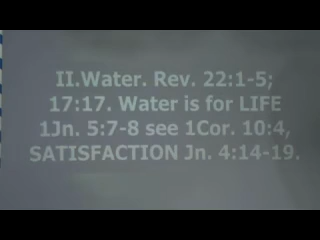 II.Water. Rev. 22:1-5;
17:17. Water is for LIFE
1Jn. 5:7-8 see 1Cor. 10:4,
SATISFACTION Jn. 4:14-19.